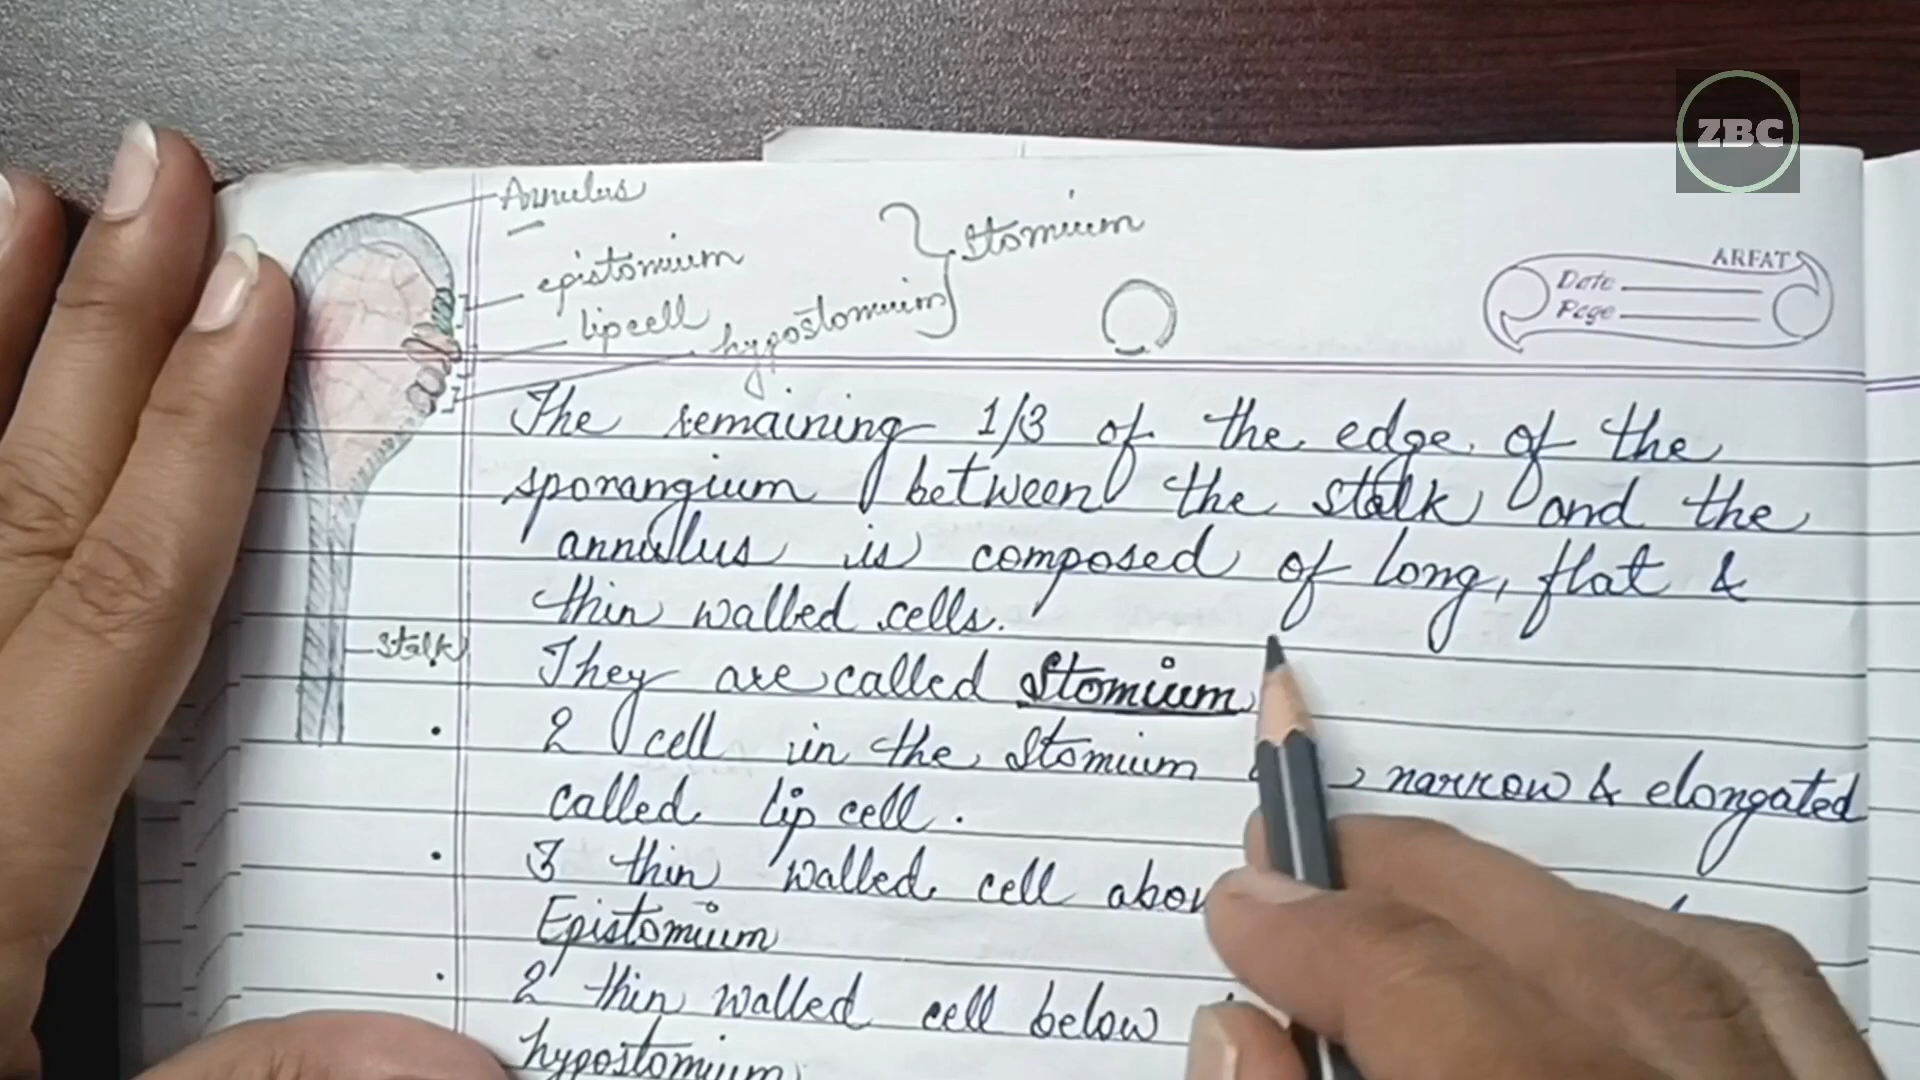 ZBC
Annulus
epistomium
lip cell
hypostomium
Stomium
ARFAT
Date
Page
Stalk
The remaining 1/3 of the edge of the
sporangium between the stalk and the
annulus is composed of long, flat &
thin walled cells.
They are called Stomium
2 cell in the Stomium narrow & elongated
called lip cell.
3 thin walled cell abov
Epistomium
2 thin walled cell below
hypostomium